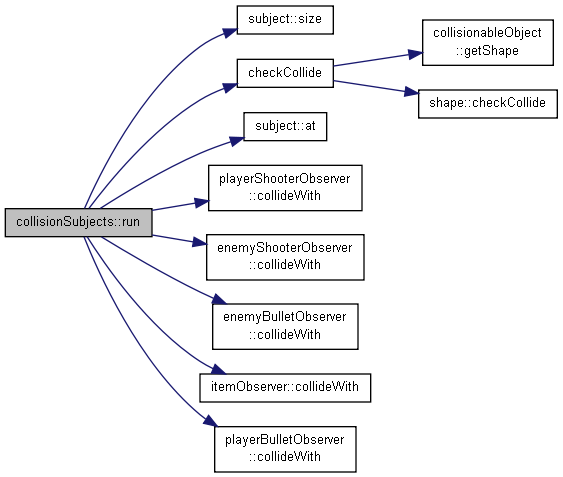 subject::size
checkCollide
collisionableObject
::getShape
shape::checkCollide
subject::at
playerShooterObserver
::collideWith
collisionSubjects::run
enemyShooterObserver
::collideWith
enemyBulletObserver
::collideWith
itemObserver::collideWith
playerBulletObserver
::collideWith